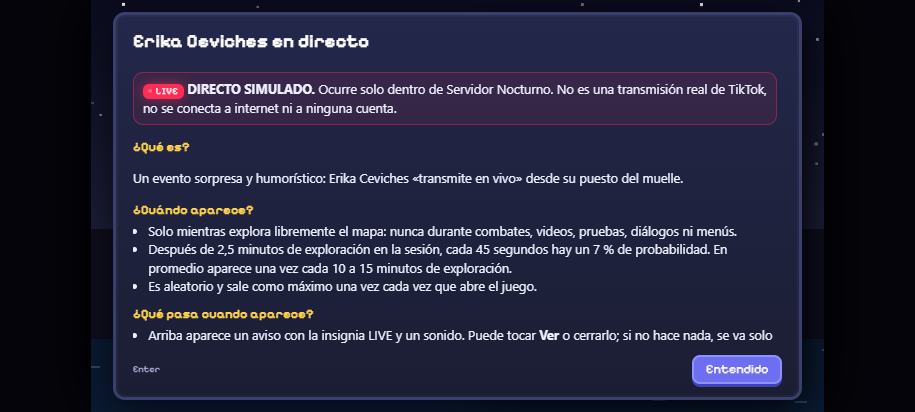 Erika Ceviches en directo
LIVE DIRECTO SIMULADO. Ocurre solo dentro de Servidor Nocturno. No es una transmisión real de TikTok,
no se conecta a internet ni a ninguna cuenta.
¿Qué es?
Un evento sorpresa y humorístico: Erika Ceviches «transmite en vivo» desde su puesto del muelle.
¿Cuándo aparece?
• Solo mientras explora libremente el mapa: nunca durante combates, videos, pruebas, diálogos ni menús.
• Después de 2,5 minutos de exploración en la sesión, cada 45 segundos hay un 7 % de probabilidad. En
promedio aparece una vez cada 10 a 15 minutos de exploración.
• Es aleatorio y sale como máximo una vez cada vez que abre el juego.
¿Qué pasa cuando aparece?
• Arriba aparece un aviso con la insignia LIVE y un sonido. Puede tocar Ver o cerrarlo; si no hace nada, se va solo
Enter
Entendido